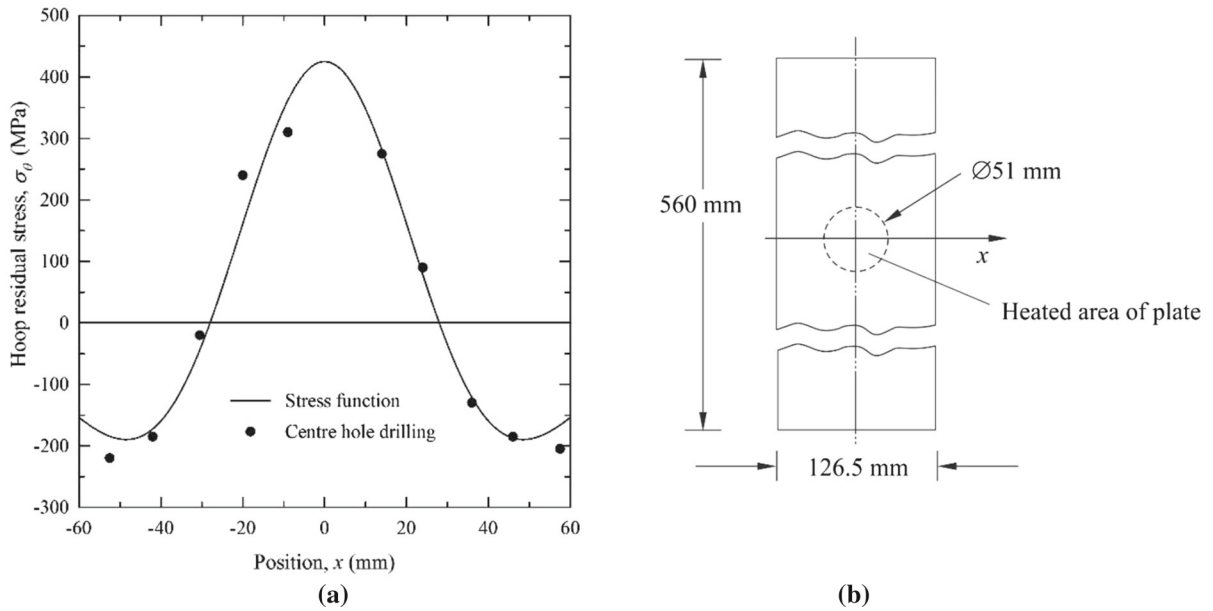 500
400
300
200
100
0
-100
-200
-300
Hoop residual stress, σθ (MPa)
Stress function
Centre hole drilling
-60 -40 -20 0 20 40 60
Position, x (mm)
(a)
560 mm
Ø51 mm
x
Heated area of plate
126.5 mm
(b)